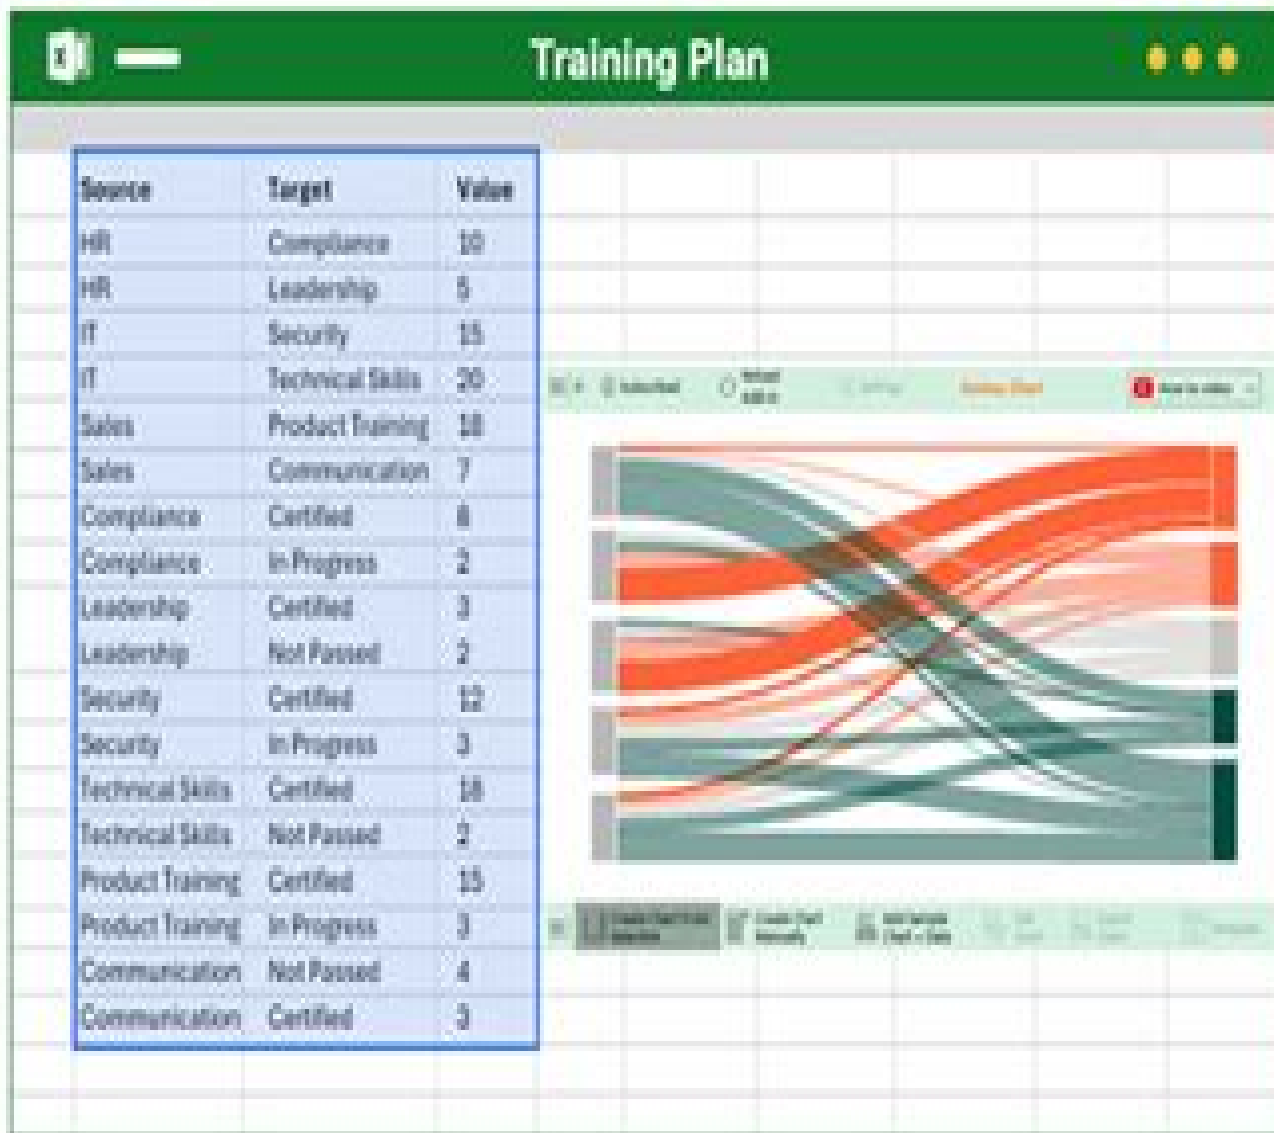 Training Plan
Source Target Value
HR Compliance 10
HR Leadership 5
IT Security 15
IT Technical Skills 20
Sales Product Training 18
Sales Communication 7
Compliance Certified 8
Compliance In Progress 2
Leadership Certified 3
Leadership Not Passed 2
Security Certified 12
Security In Progress 3
Technical Skills Certified 18
Technical Skills Not Passed 2
Product Training Certified 15
Product Training In Progress 3
Communication Not Passed 4
Communication Certified 3
Create Chart
Manually